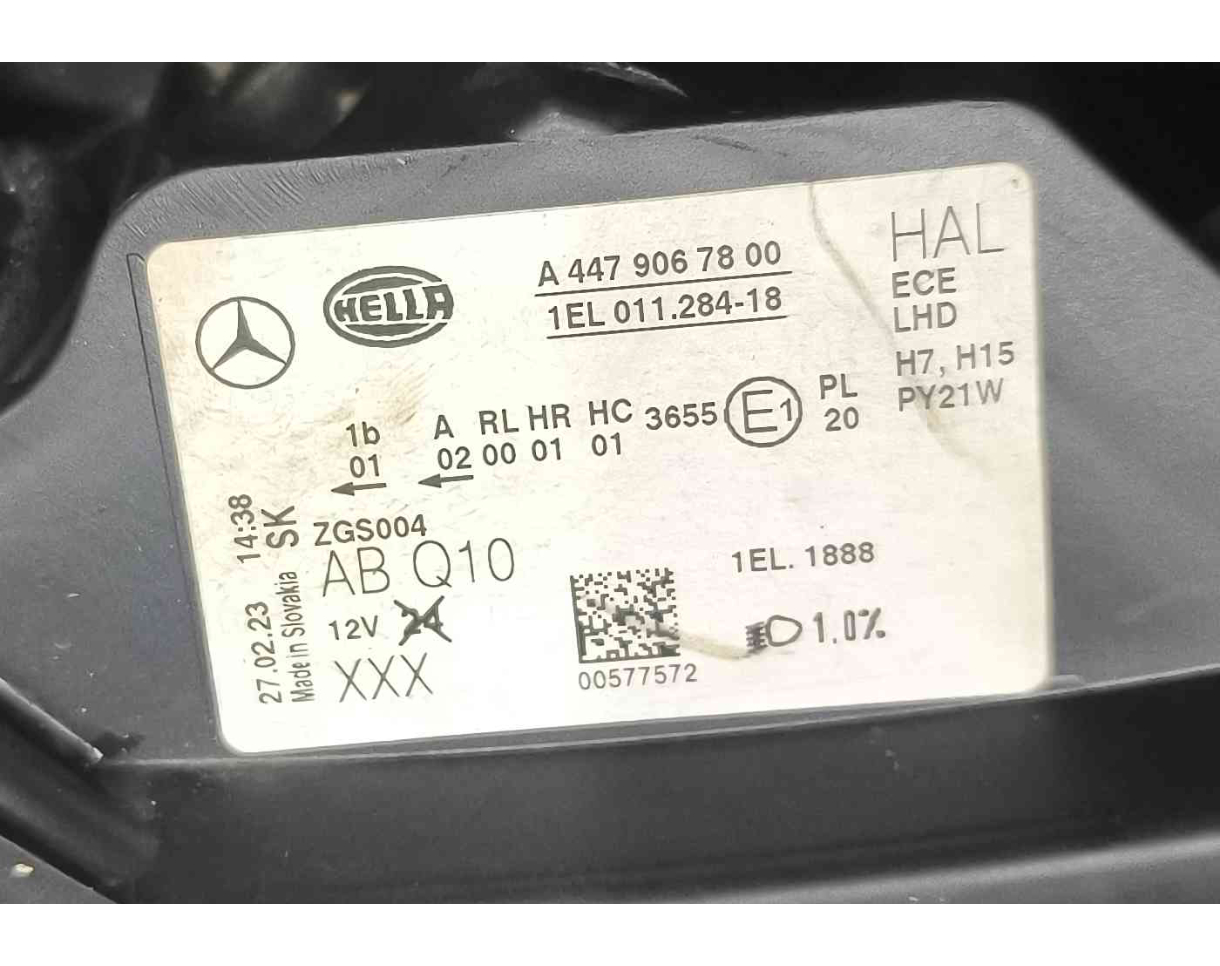 HELLA
A 447 906 78 00
1EL 011.284-18
HAL
ECE
LHD
H7, H15
PY21W
1b A RL HR HC 3655 E1 PL
01 02 00 01 01 20
14:38
27.02.23
SK
Made in Slovakia
ZGS004
AB Q10
12V 24
XXX
00577572
1EL. 1888
1.0%